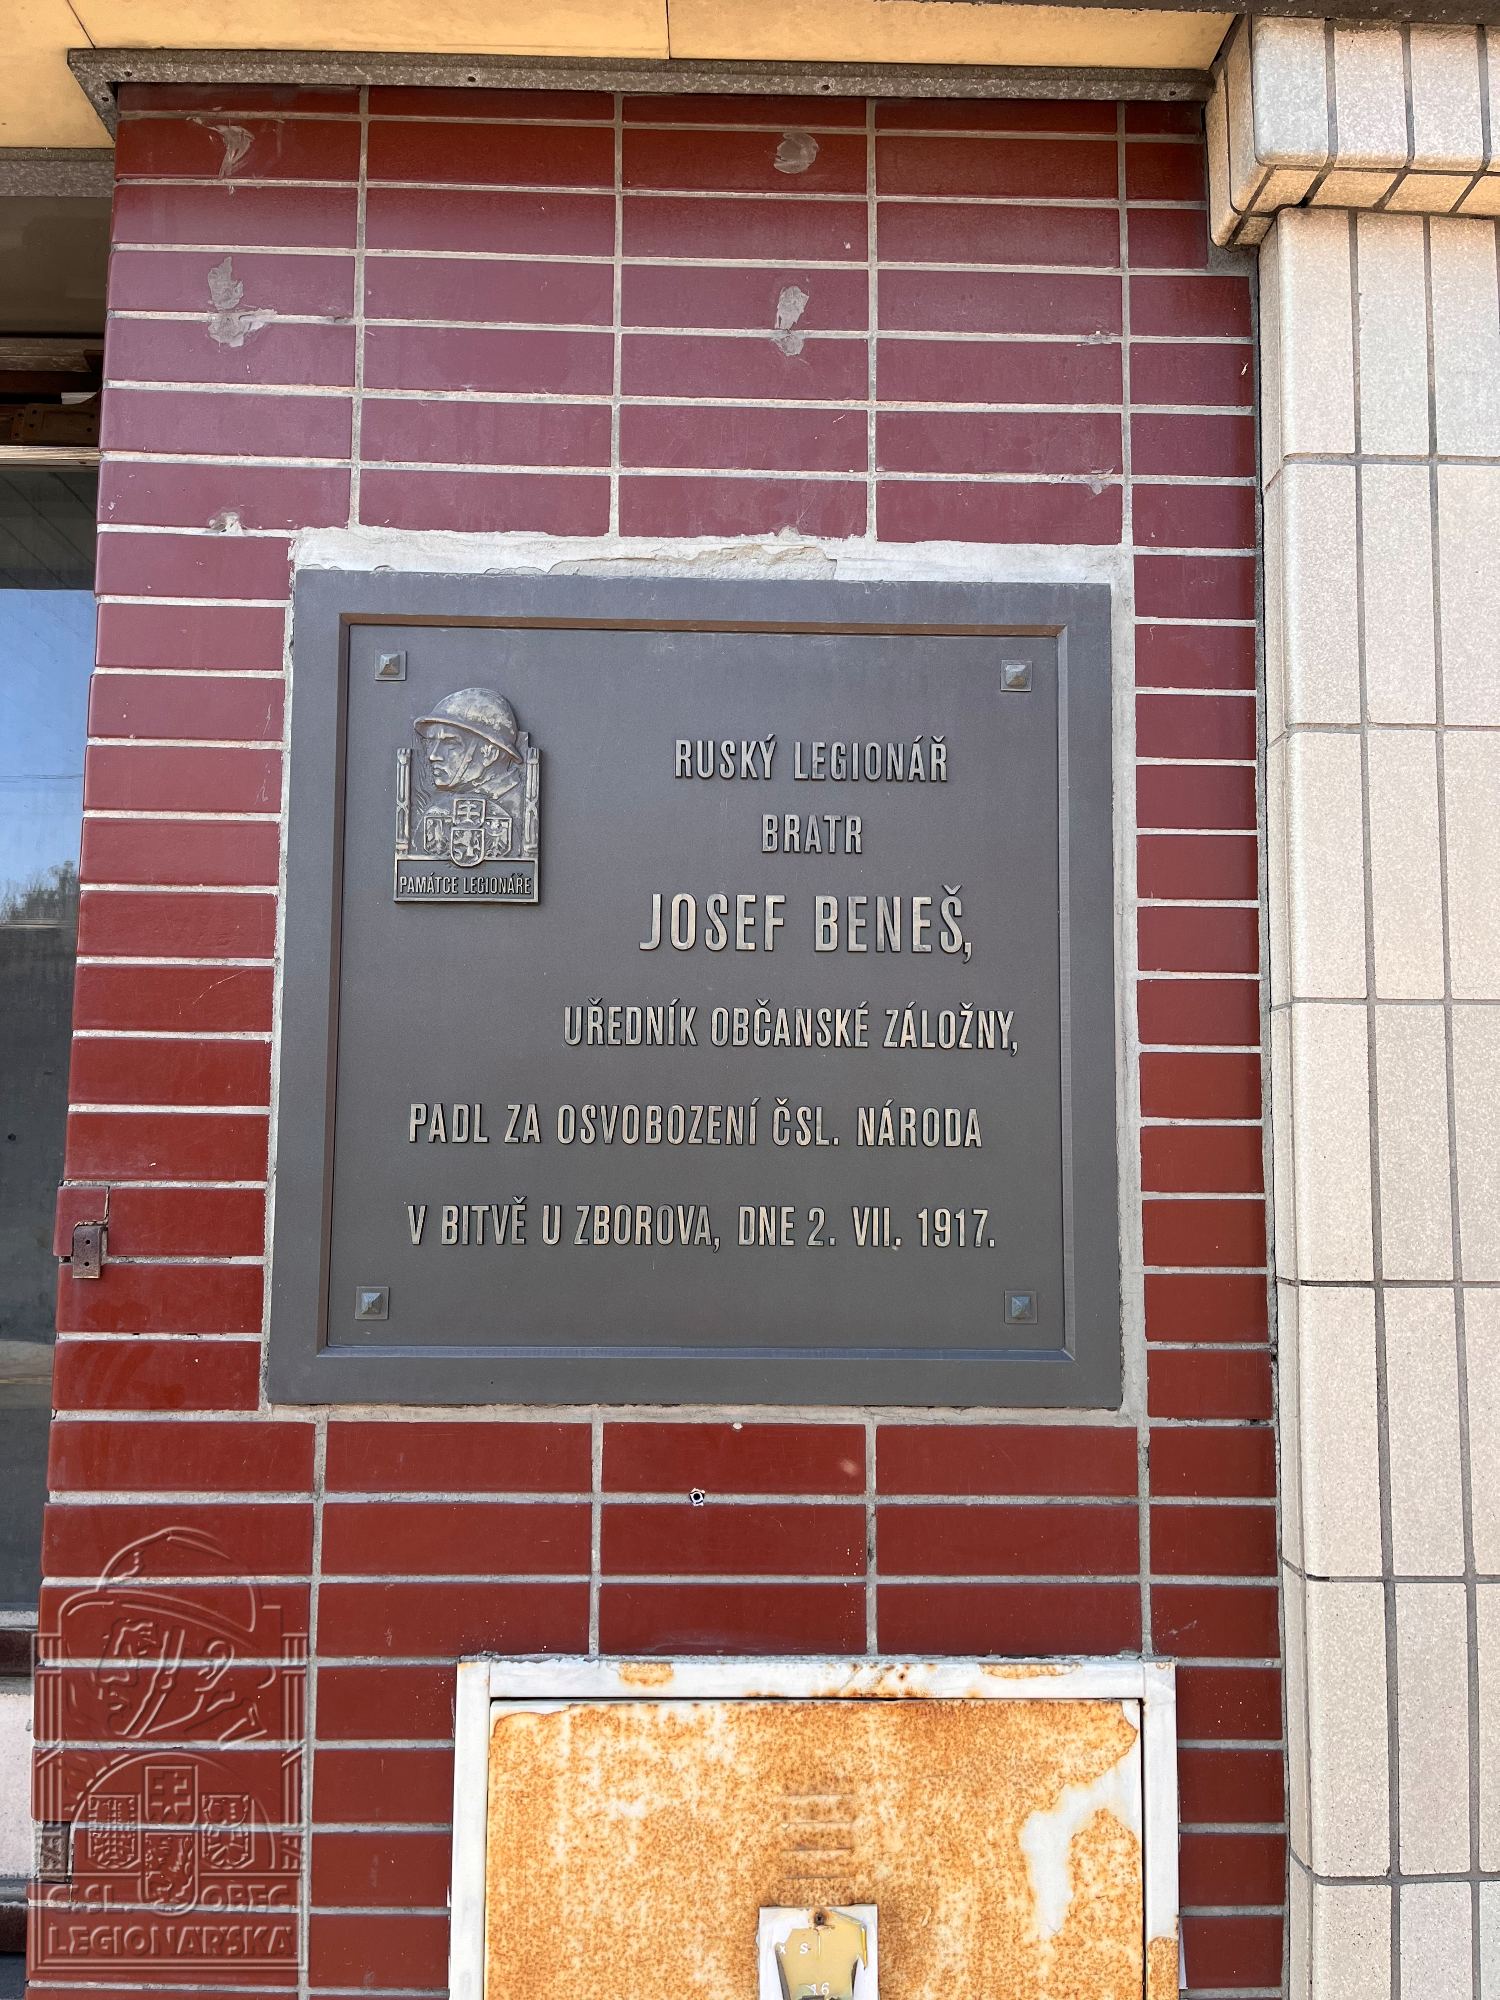 RUSKÝ LEGIONÁŘ
BRATR
JOSEF BENEŠ,
PAMÁTCE LEGIONÁŘE
UŘEDNÍK OBČANSKÉ ZÁLOŽNY,
PADL ZA OSVOBOZENÍ ČSL. NÁRODA
V BITVĚ U ZBOROVA, DNE 2. VII. 1917.
ČSL. OBEC
LEGIONÁŘSKÁ